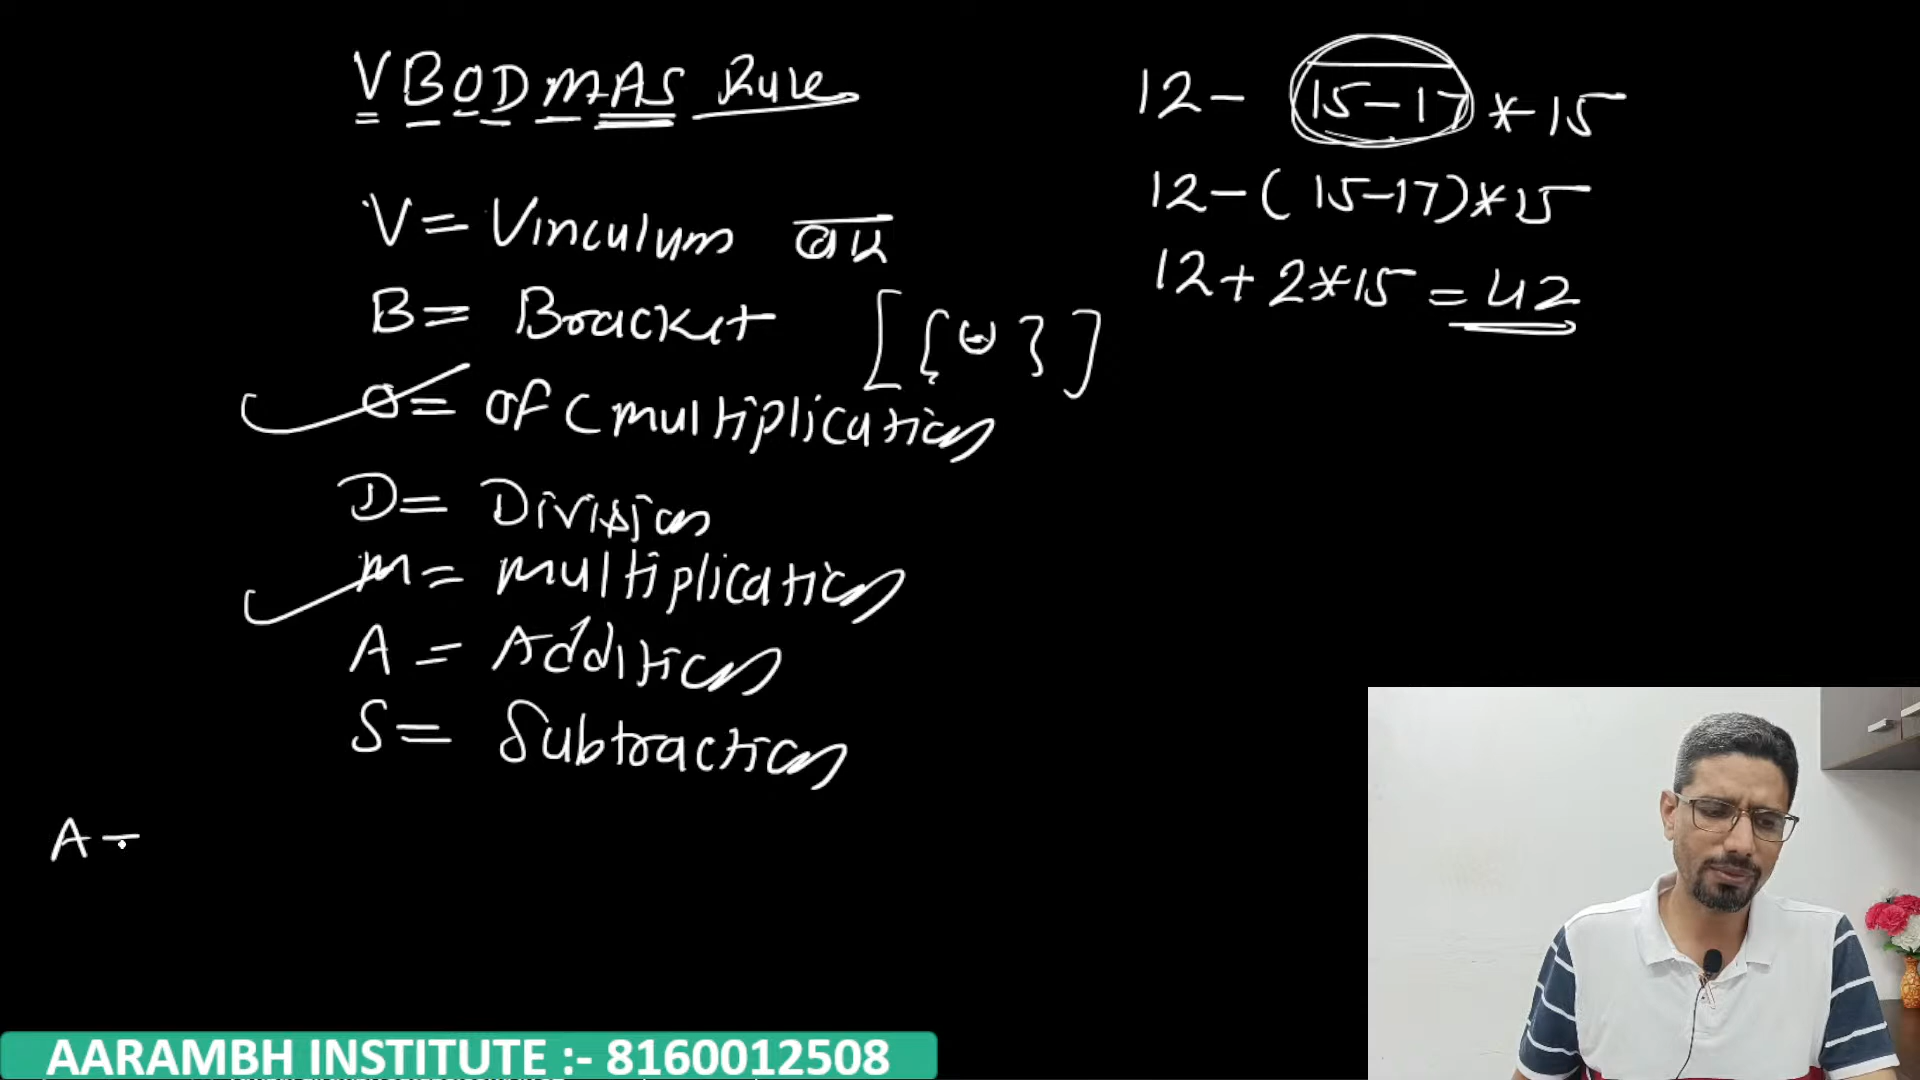 VBODMAS Rule
V = Vinculum
B = Bracket [ { } ]
O = of ( multiplication
D = Division
M = multiplication
A = Addition
S = Subtraction
A -
12 - 15 - 17 * 15
12 - ( 15 - 17 ) * 15
12 + 2 * 15 = 42
AARAMBH INSTITUTE :- 8160012508